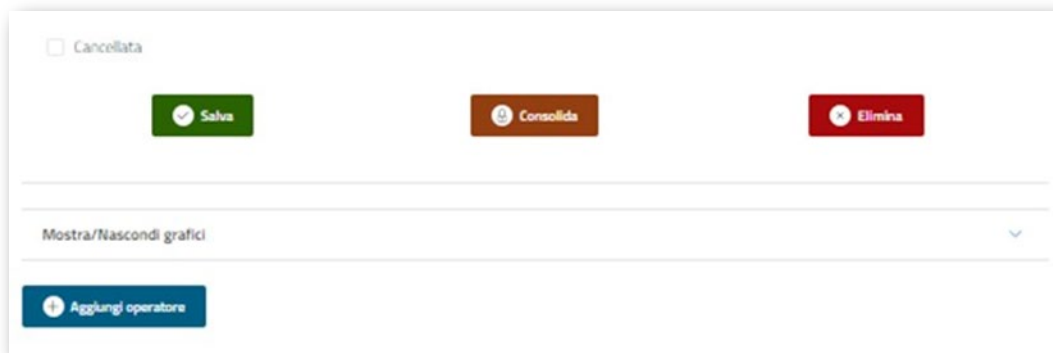 Cancellata
Salva
Consolida
Elimina
Mostra/Nascondi grafici
Aggiungi operatore